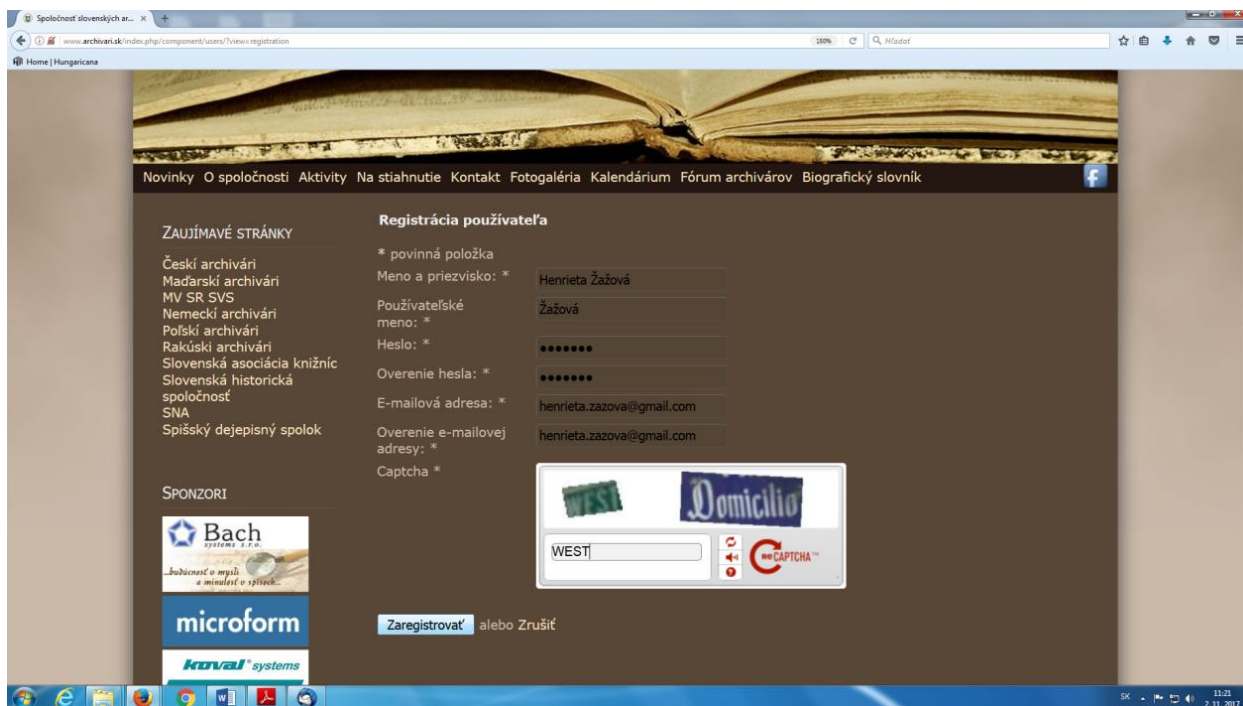 Spoločnosť slovenských ar...
www.archivari.sk/index.php/component/users/?view=registration
150%
Hľadať
Home | Hungaricana
Novinky O spoločnosti Aktivity Na stiahnutie Kontakt Fotogaléria Kalendárium Fórum archivárov Biografický slovník
ZAUJÍMAVÉ STRÁNKY
Českí archivári
Maďarskí archivári
MV SR SVS
Nemeckí archivári
Poľskí archivári
Rakúski archivári
Slovenská asociácia knižníc
Slovenská historická
spoločnosť
SNA
Spišský dejepisný spolok
SPONZORI
Bach
systems s.r.o.
...budúcnosť v mysli
a minulosť v spisoch...
microform
koval systems
Registrácia používateľa
* povinná položka
Meno a priezvisko: * Henrieta Žažová
Používateľské
meno: * Žažová
Heslo: * •••••••
Overenie hesla: * •••••••
E-mailová adresa: * henrieta.zazova@gmail.com
Overenie e-mailovej
adresy: * henrieta.zazova@gmail.com
Captcha *
WEST Domicilio
WEST
reCAPTCHA™
Zaregistrovať alebo Zrušiť
SK
11:21
2. 11. 2017